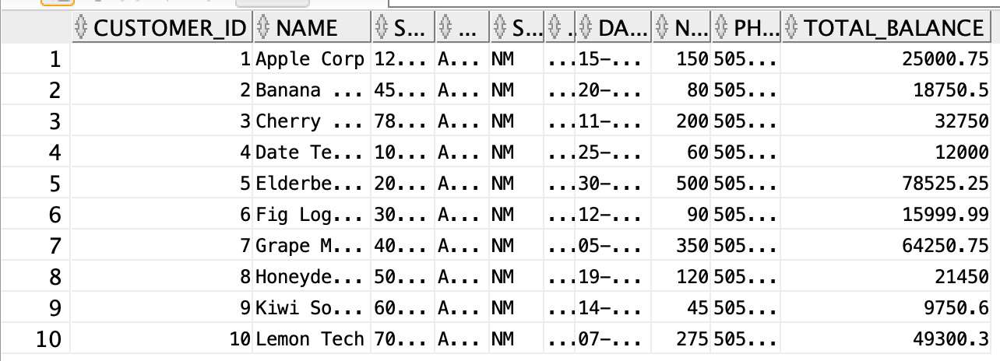 CUSTOMER_ID NAME S... ... S... ... DA... N... PH... TOTAL_BALANCE
1 1 Apple Corp 12... A... NM ... 15-... 150 505... 25000.75
2 2 Banana ... 45... A... NM ... 20-... 80 505... 18750.5
3 3 Cherry ... 78... A... NM ... 11-... 200 505... 32750
4 4 Date Te... 10... A... NM ... 25-... 60 505... 12000
5 5 Elderbe... 20... A... NM ... 30-... 500 505... 78525.25
6 6 Fig Log... 30... A... NM ... 12-... 90 505... 15999.99
7 7 Grape M... 40... A... NM ... 05-... 350 505... 64250.75
8 8 Honeyde... 50... A... NM ... 19-... 120 505... 21450
9 9 Kiwi So... 60... A... NM ... 14-... 45 505... 9750.6
10 10 Lemon Tech 70... A... NM ... 07-... 275 505... 49300.3